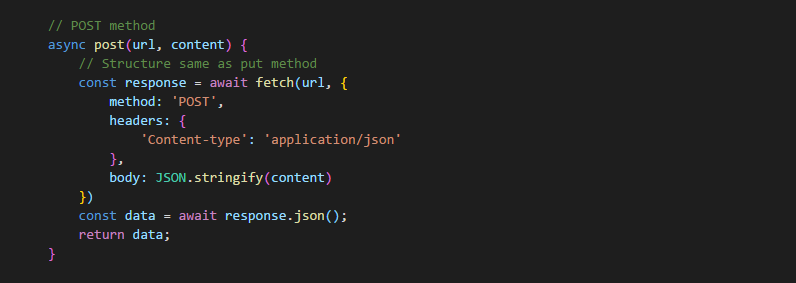 // POST method
async post(url, content) {
// Structure same as put method
const response = await fetch(url, {
method: 'POST',
headers: {
'Content-type': 'application/json'
},
body: JSON.stringify(content)
})
const data = await response.json();
return data;
}